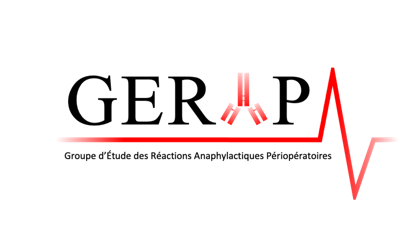 GERAP
Groupe d'Étude des Réactions Anaphylactiques Périopératoires